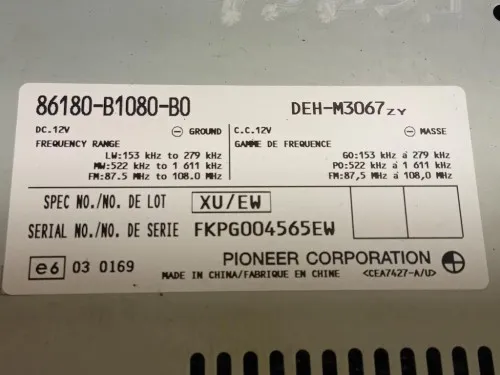 86180-B1080-B0 DEH-M3067ZY
DC.12V ⊖ GROUND C.C.12V ⊖ MASSE
FREQUENCY RANGE GAMME DE FREQUENCE
LW:153 kHz to 279 kHz GO:153 kHz à 279 kHz
MW:522 kHz to 1 611 kHz PO:522 kHz à 1 611 kHz
FM:87.5 MHz to 108.0 MHz FM:87,5 MHz à 108,0 MHz
SPEC NO./NO. DE LOT XU/EW
SERIAL NO./NO. DE SERIE FKPG004565EW
e6 03 0169 PIONEER CORPORATION
MADE IN CHINA/FABRIQUE EN CHINE <CEA7427-A/U>